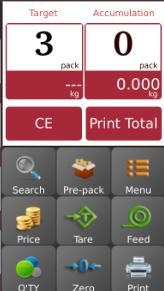 Target Accumulation
3 0
pack pack
--- 0.000
kg kg
CE Print Total
Search Pre-pack Menu
Price Tare Feed
Q'TY Zero Print